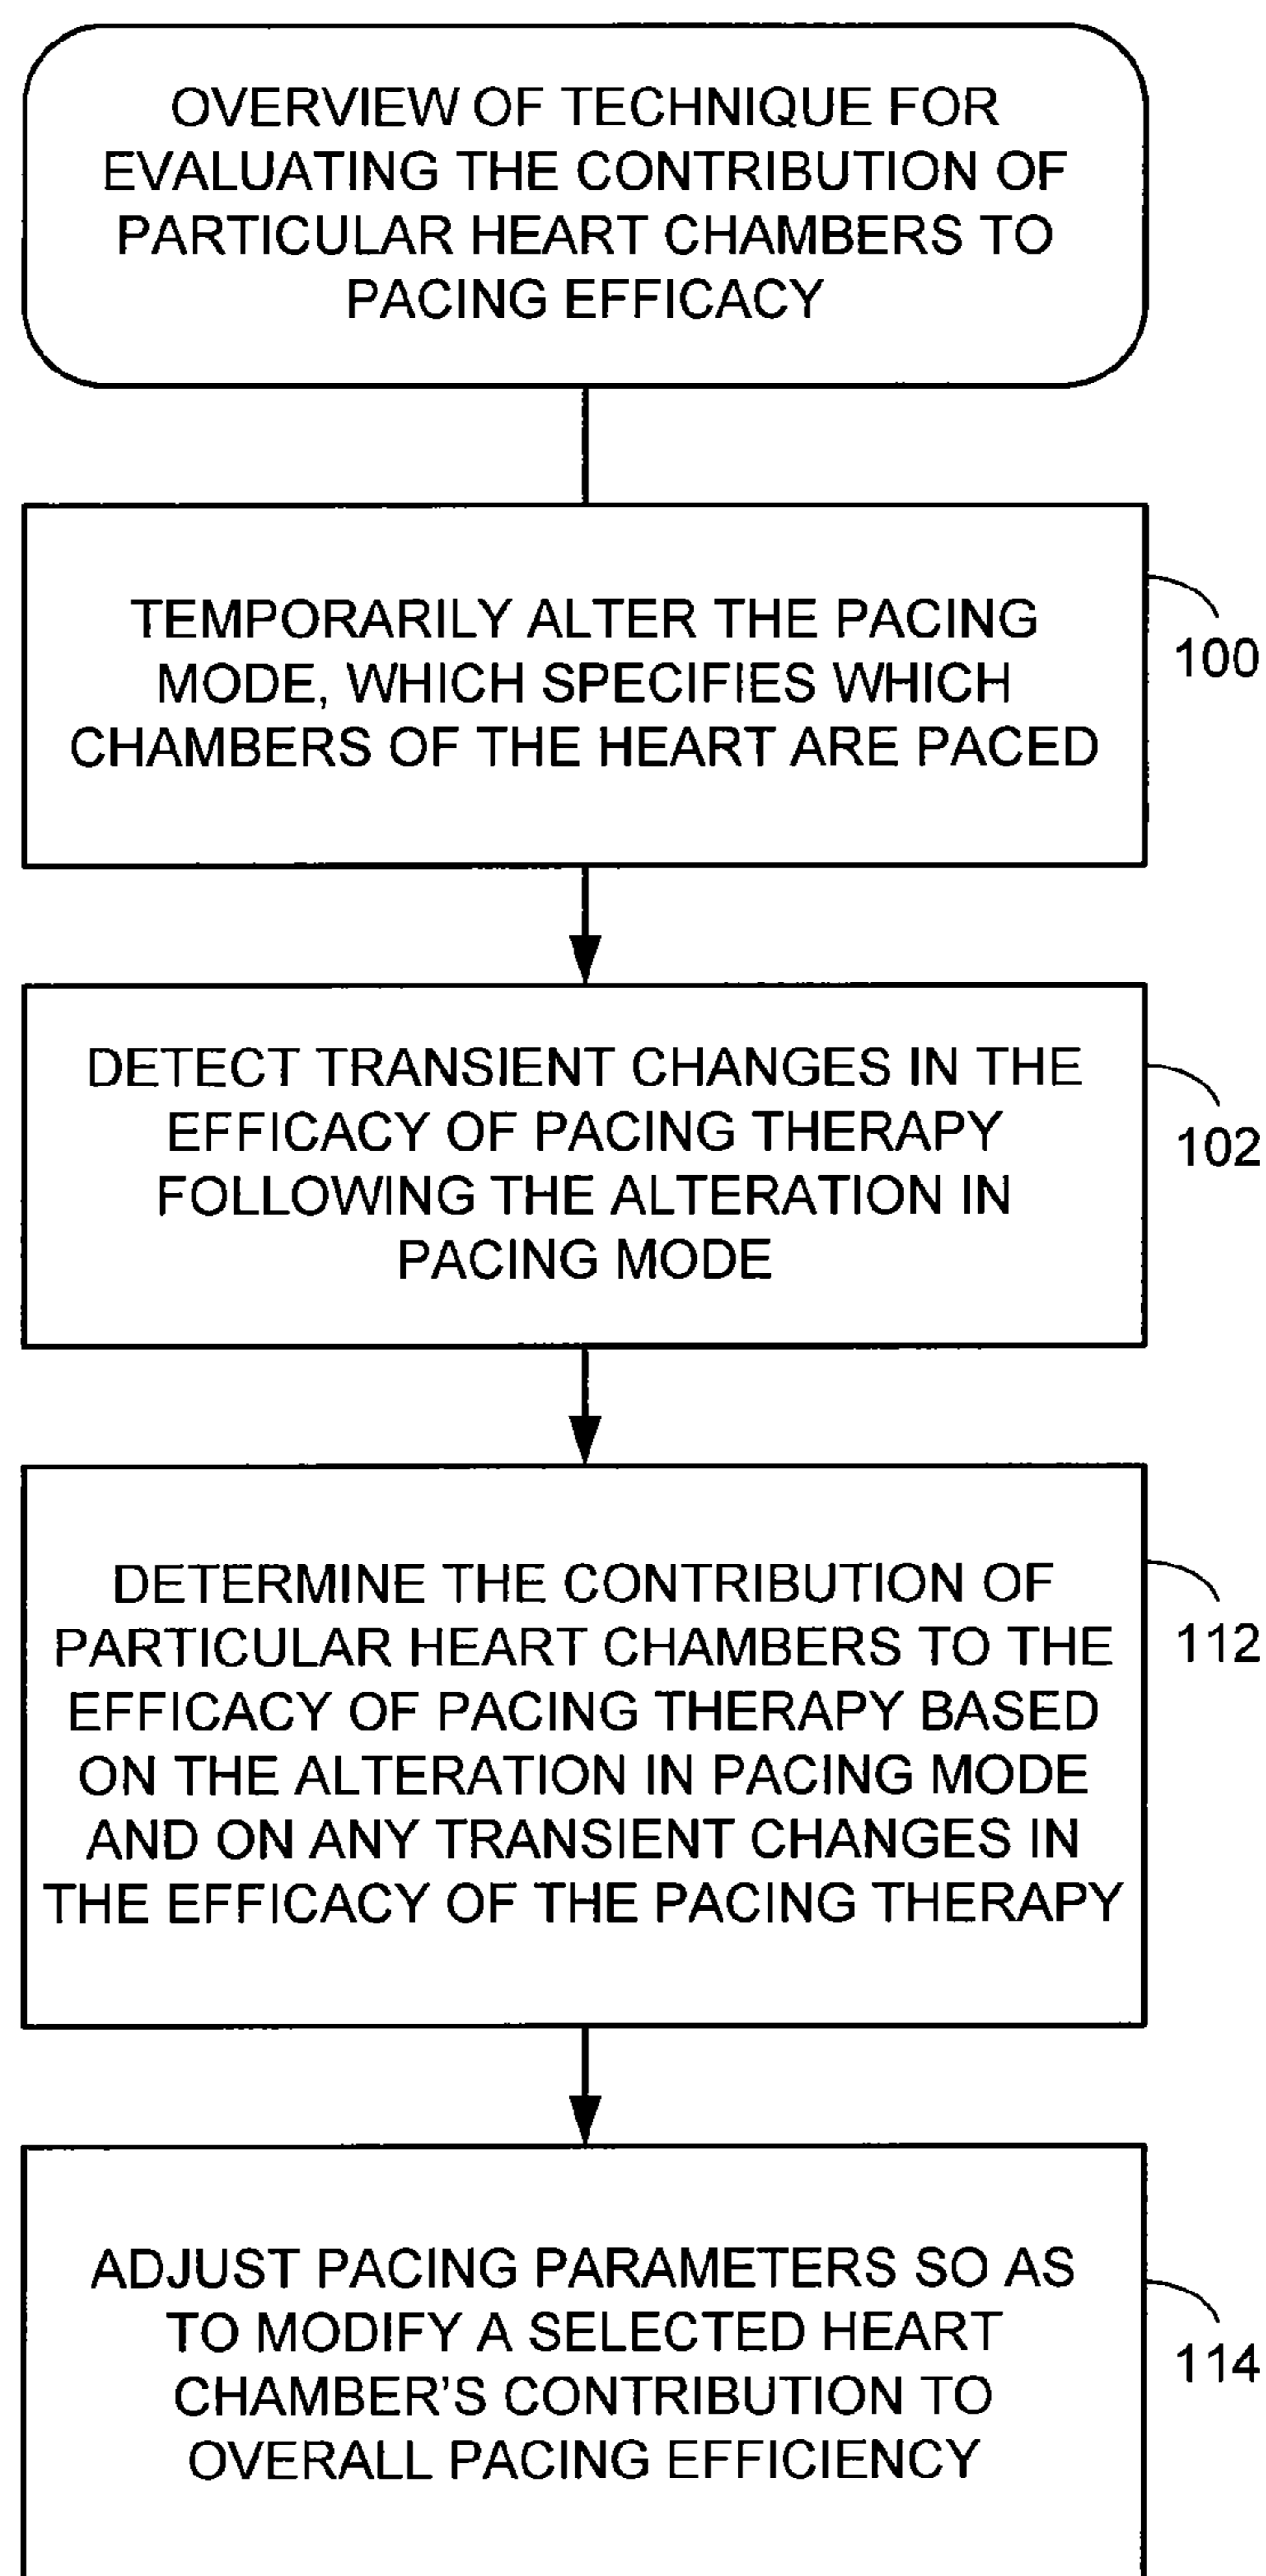 OVERVIEW OF TECHNIQUE FOR
EVALUATING THE CONTRIBUTION OF
PARTICULAR HEART CHAMBERS TO
PACING EFFICACY
TEMPORARILY ALTER THE PACING
MODE, WHICH SPECIFIES WHICH
CHAMBERS OF THE HEART ARE PACED
100
DETECT TRANSIENT CHANGES IN THE
EFFICACY OF PACING THERAPY
FOLLOWING THE ALTERATION IN
PACING MODE
102
DETERMINE THE CONTRIBUTION OF
PARTICULAR HEART CHAMBERS TO THE
EFFICACY OF PACING THERAPY BASED
ON THE ALTERATION IN PACING MODE
AND ON ANY TRANSIENT CHANGES IN
THE EFFICACY OF THE PACING THERAPY
112
ADJUST PACING PARAMETERS SO AS
TO MODIFY A SELECTED HEART
CHAMBER'S CONTRIBUTION TO
OVERALL PACING EFFICIENCY
114